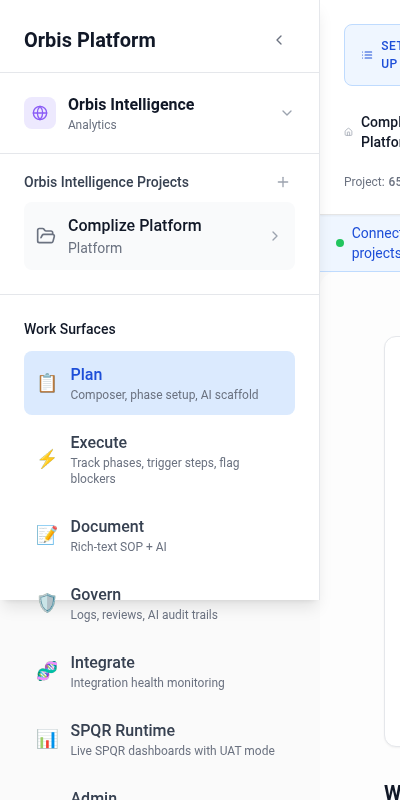 Orbis Platform
Orbis Intelligence
Analytics
Orbis Intelligence Projects
Complize Platform
Platform
Work Surfaces
Plan
Composer, phase setup, AI scaffold
Execute
Track phases, trigger steps, flag
blockers
Document
Rich-text SOP + AI
Govern
Logs, reviews, AI audit trails
Integrate
Integration health monitoring
SPQR Runtime
Live SPQR dashboards with UAT mode
Admin
SET
UP
Compl
Platfor
Project: 65
Connect
projects
W